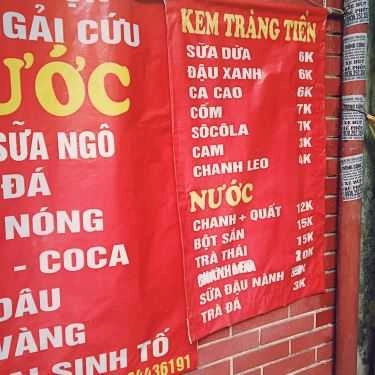 GẢI CỨU
ƯỚC
SỮA NGÔ
ĐÁ
NÓNG
- COCA
DÂU
VÀNG
SINH TỐ
4436191
KEM TRÀNG TIỀN
SỮA DỪA 6K
ĐẬU XANH 6K
CA CAO 6K
CỐM 7K
SÔCÔLA 7K
CAM
CHANH LEO
NƯỚC
CHANH + QUẤT 12K
BỘT SẮN 15K
TRÀ THÁI
SỮA ĐẬU NÀNH
TRÀ ĐÁ 3K